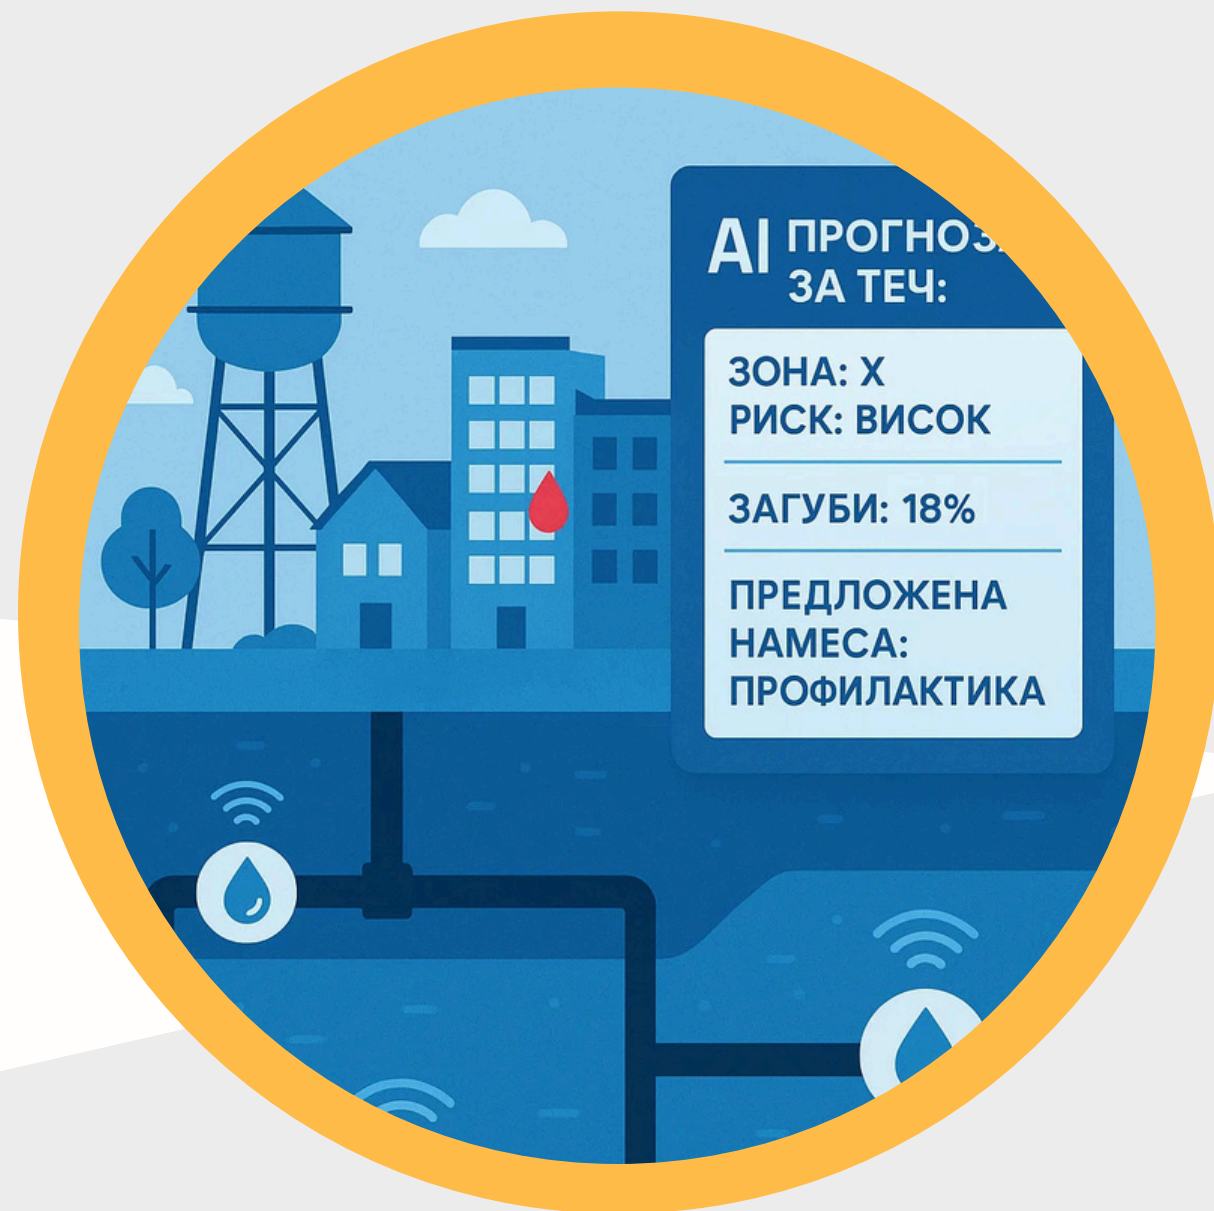 AI ПРОГНОЗ
ЗА ТЕЧ:
ЗОНА: X
РИСК: ВИСОК
ЗАГУБИ: 18%
ПРЕДЛОЖЕНА
НАМЕСА:
ПРОФИЛАКТИКА